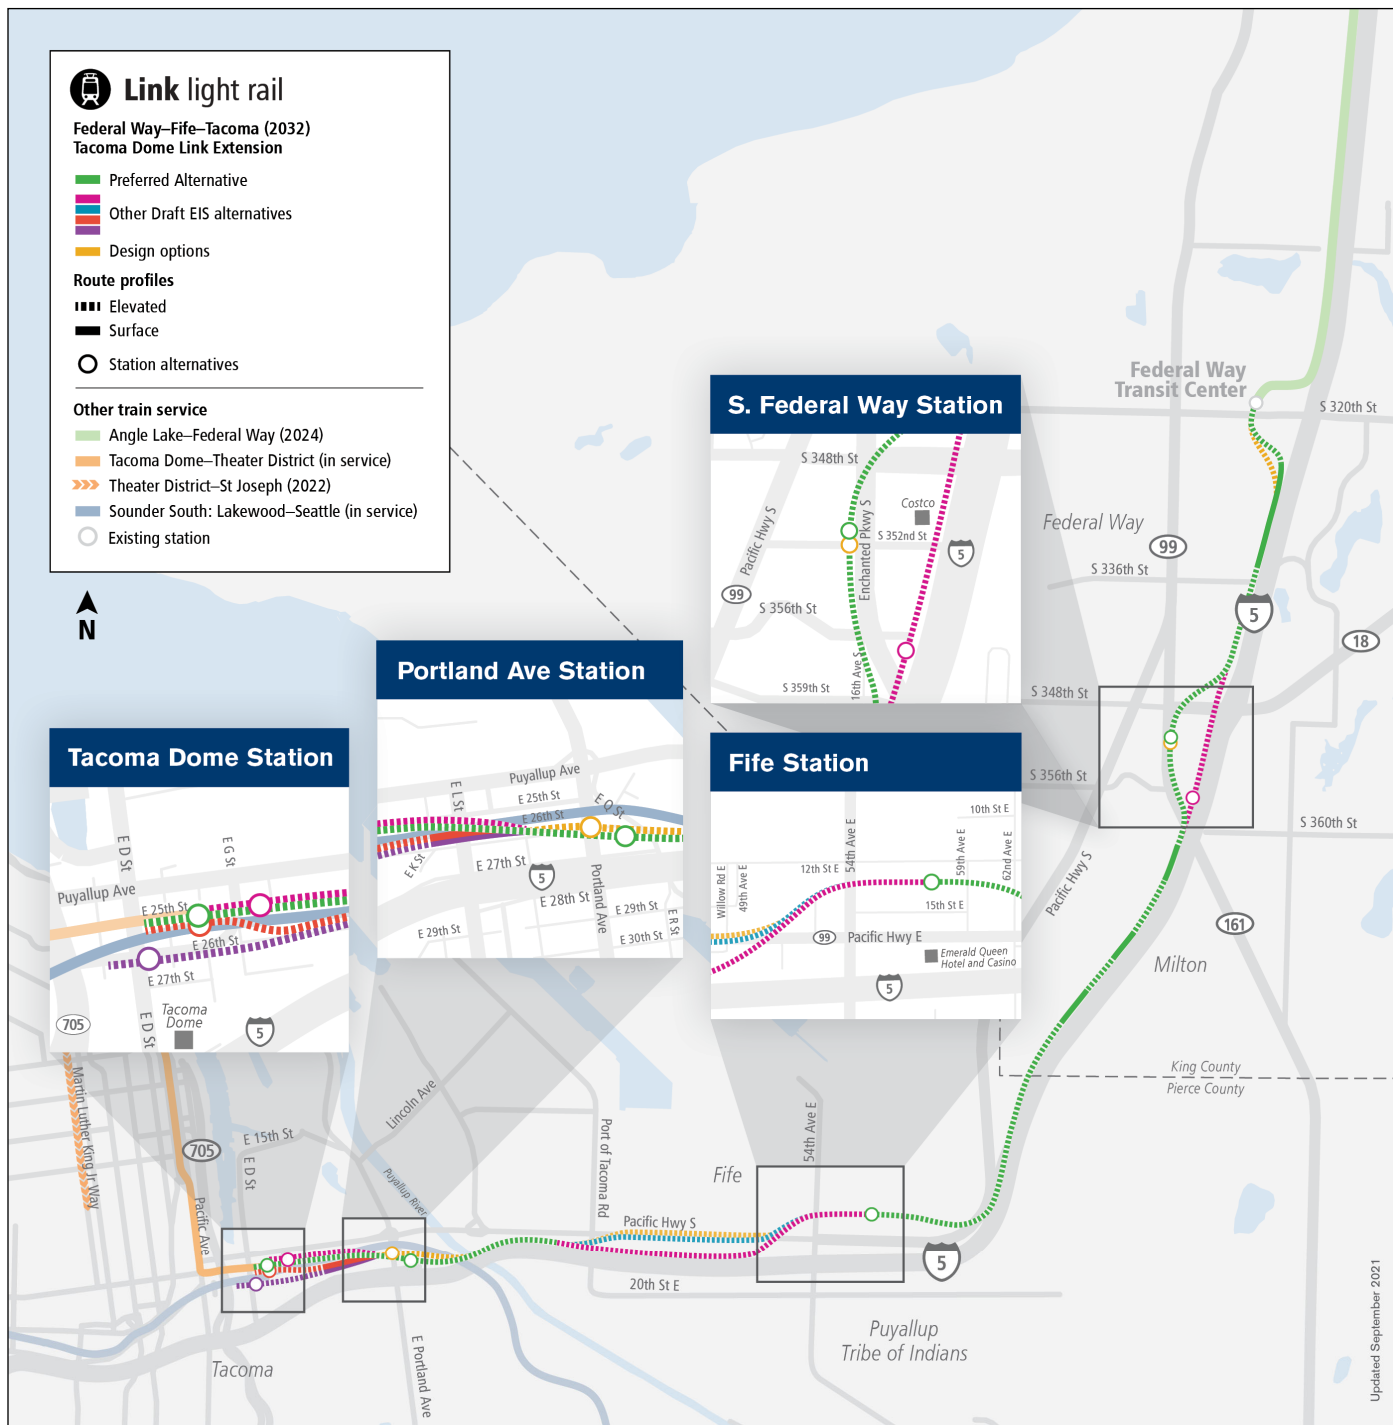 Link light rail
Federal Way–Fife–Tacoma (2032)
Tacoma Dome Link Extension
Preferred Alternative
Other Draft EIS alternatives
Design options
Route profiles
Elevated
Surface
Station alternatives
Other train service
Angle Lake–Federal Way (2024)
Tacoma Dome–Theater District (in service)
Theater District–St Joseph (2022)
Sounder South: Lakewood–Seattle (in service)
Existing station
N
Federal Way
Transit Center
S 320th St
Federal Way
99
S 336th St
5
18
S 348th St
S 356th St
S 360th St
Pacific Hwy S
161
Milton
King County
Pierce County
S. Federal Way Station
S 348th St
Costco
Pacific Hwy S
Enchanted Pkwy S
S 352nd St
5
99
S 356th St
16th Ave S
S 359th St
Portland Ave Station
Puyallup Ave
E L St
E 25th St
E Q St
E 26th St
E K St
E 27th St
5
E 28th St
Portland Ave
E 29th St
E R St
E 29th St
E 30th St
Tacoma Dome Station
E D St
E G St
Puyallup Ave
E 25th St
E 26th St
E 27th St
Tacoma
Dome
705
E D St
5
Fife Station
10th St E
54th Ave E
59th Ave E
62nd Ave E
12th St E
Willow Rd E
49th Ave E
15th St E
99
Pacific Hwy E
Emerald Queen
Hotel and Casino
5
Martin Luther King Jr Way
705
E 15th St
E D St
Pacific Ave
Lincoln Ave
Puyallup River
Port of Tacoma Rd
54th Ave E
Fife
Pacific Hwy S
20th St E
5
Puyallup
Tribe of Indians
Tacoma
E Portland Ave
Updated September 2021